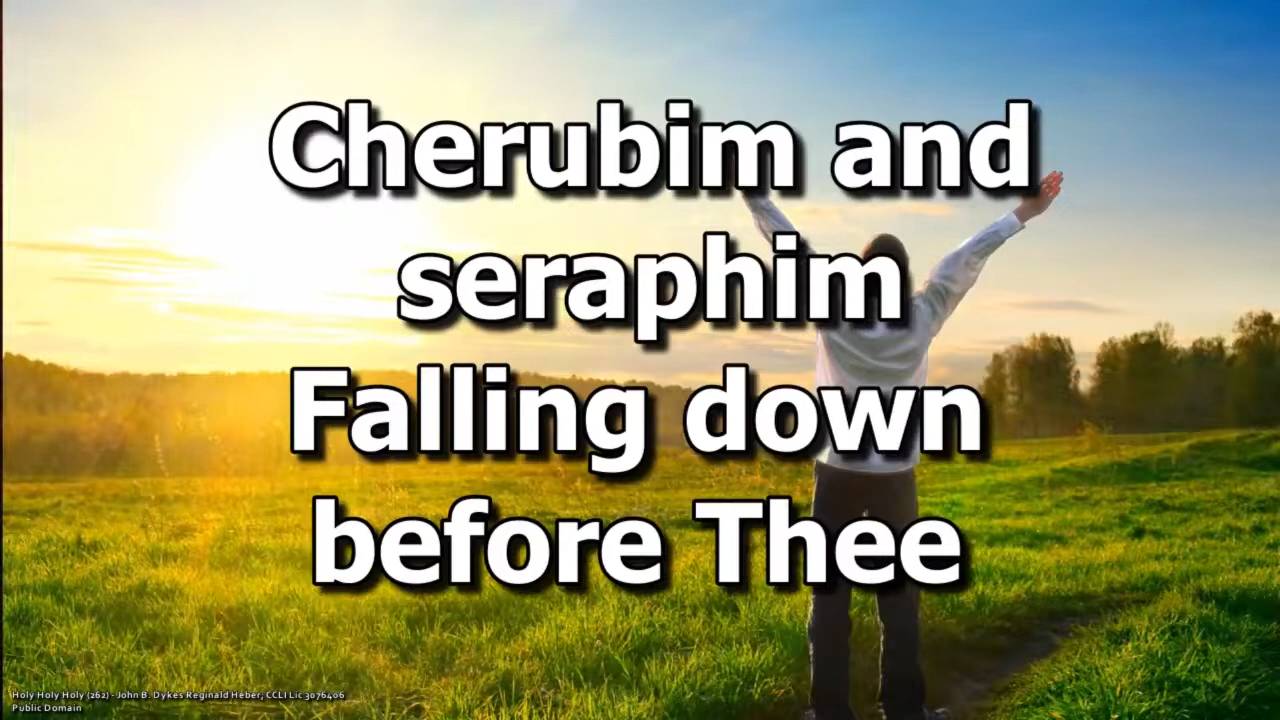 Cherubim and
seraphim
Falling down
before Thee
Holy Holy Holy (262) - John B. Dykes Reginald Heber; CCLI Lic 3076406
Public Domain